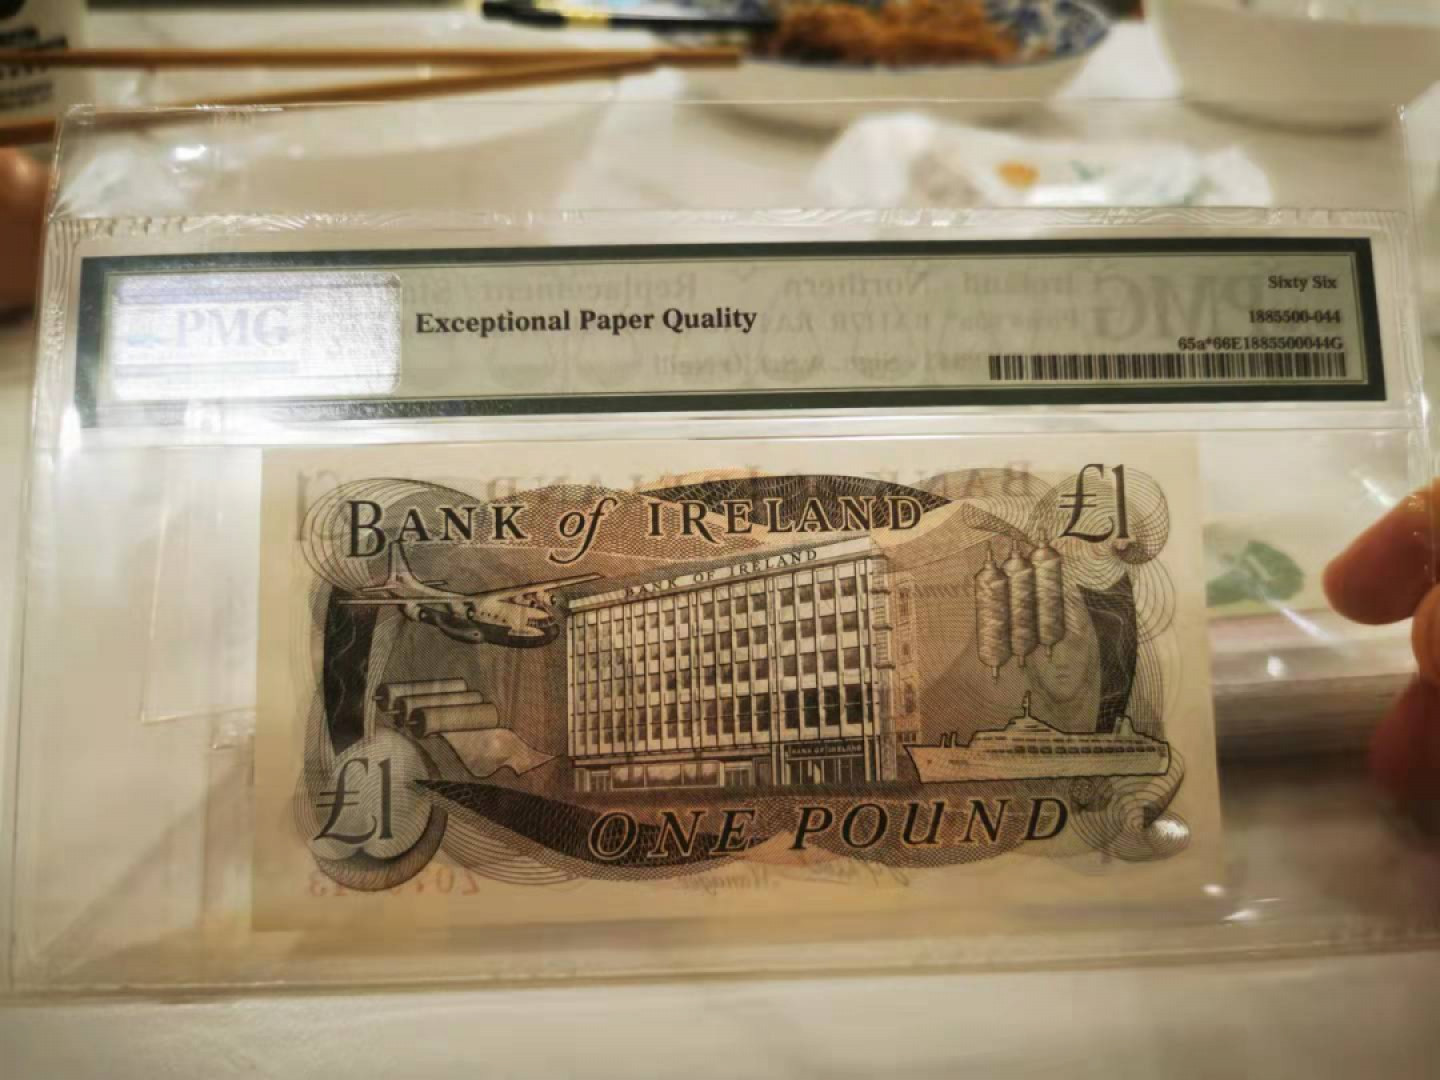 PMG
Exceptional Paper Quality
Sixty Six
1885500-044
65a*66E1885500044G
BANK of IRELAND
£1
BANK OF IRELAND
BANK OF IRELAND
£1
ONE POUND